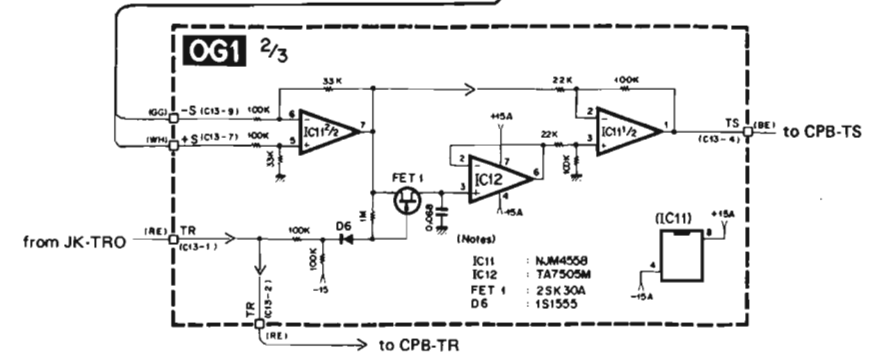 OG1 2/3
33K
22K
100K
(GG) -S (C13-9) 100K
6
-
IC11 2/2
7
(WH) +S (C13-7) 100K
5
+
33K
+15A
2
-
7
IC12
6
3
+
4
-15A
22K
100K
2
-
IC11 1/2
1
3
+
TS
(BE)
(C13-4)
to CPB-TS
FET 1
1M
0.068
from JK-TRO
(RE) TR
(C13-1)
100K
D6
100K
-15
TR
(C13-2)
(RE)
to CPB-TR
(Notes)
IC11 : NJM4558
IC12 : TA7505M
FET 1 : 2SK30A
D6 : 1S1555
(IC11)
+15A
8
4
-15A